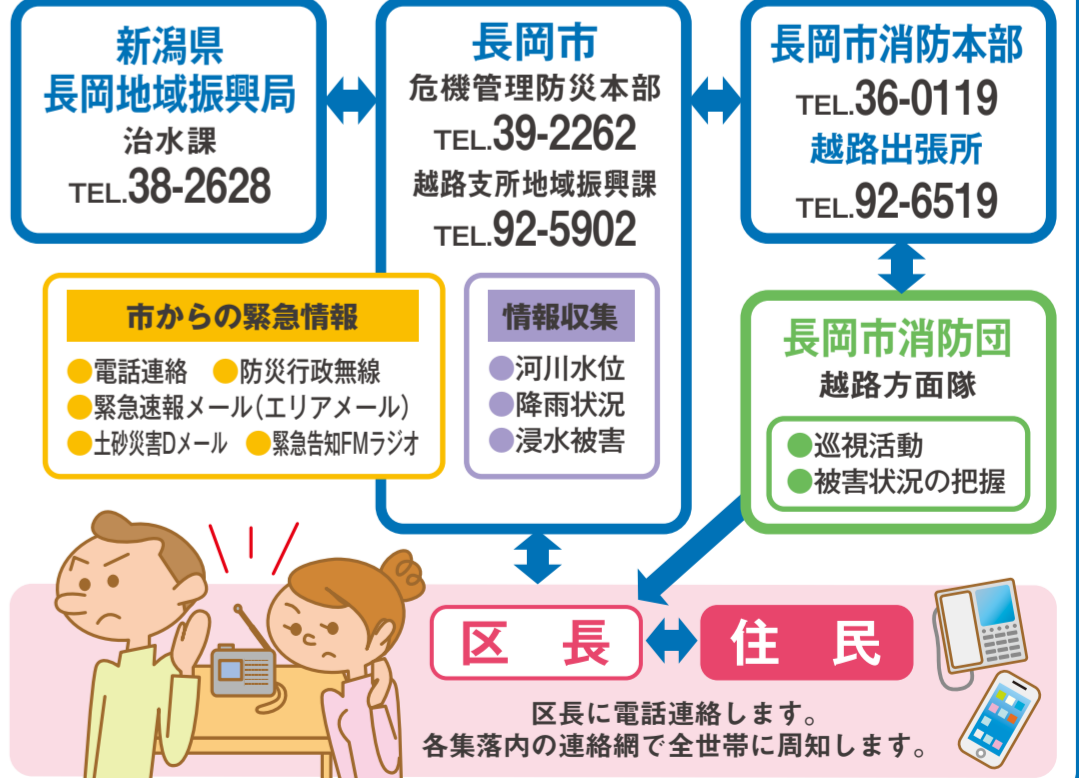 新潟県
長岡地域振興局
治水課
TEL.38-2628
長岡市
危機管理防災本部
TEL.39-2262
越路支所地域振興課
TEL.92-5902
長岡市消防本部
TEL.36-0119
越路出張所
TEL.92-6519
市からの緊急情報
●電話連絡 ●防災行政無線
●緊急速報メール(エリアメール)
●土砂災害Dメール ●緊急告知FMラジオ
情報収集
●河川水位
●降雨状況
●浸水被害
長岡市消防団
越路方面隊
●巡視活動
●被害状況の把握
区 長
住 民
区長に電話連絡します。
各集落内の連絡網で全世帯に周知します。